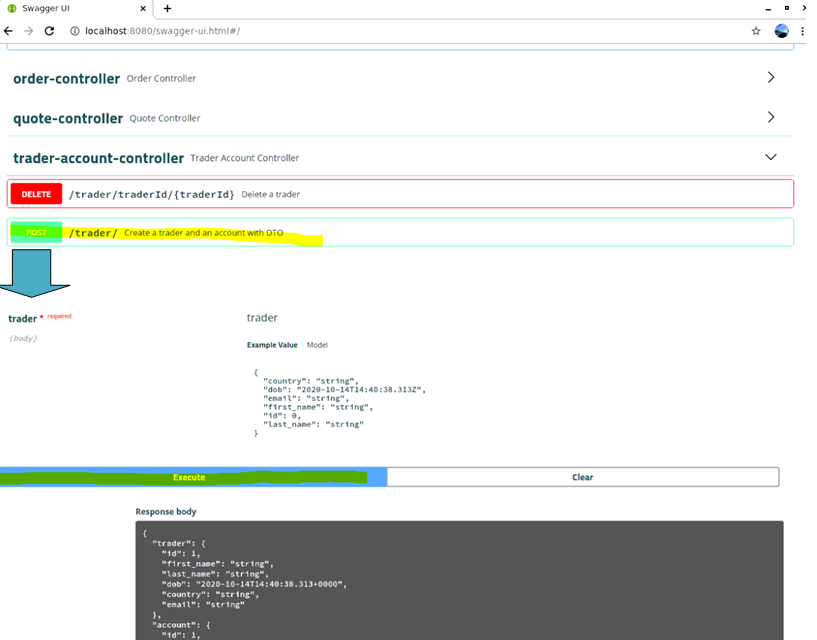 Swagger UI
localhost:8080/swagger-ui.html#/
order-controller Order Controller
quote-controller Quote Controller
trader-account-controller Trader Account Controller
DELETE /trader/traderId/{traderId} Delete a trader
POST /trader/ Create a trader and an account with DTO
trader * required
(body)
trader
Example Value Model
{
"country": "string",
"dob": "2020-10-14T14:40:38.313Z",
"email": "string",
"first_name": "string",
"id": 0,
"last_name": "string"
}
Execute Clear
Response body
{
"trader": {
"id": 1,
"first_name": "string",
"last_name": "string",
"dob": "2020-10-14T14:40:38.313+0000",
"country": "string",
"email": "string"
},
"account": {
"id": 1,